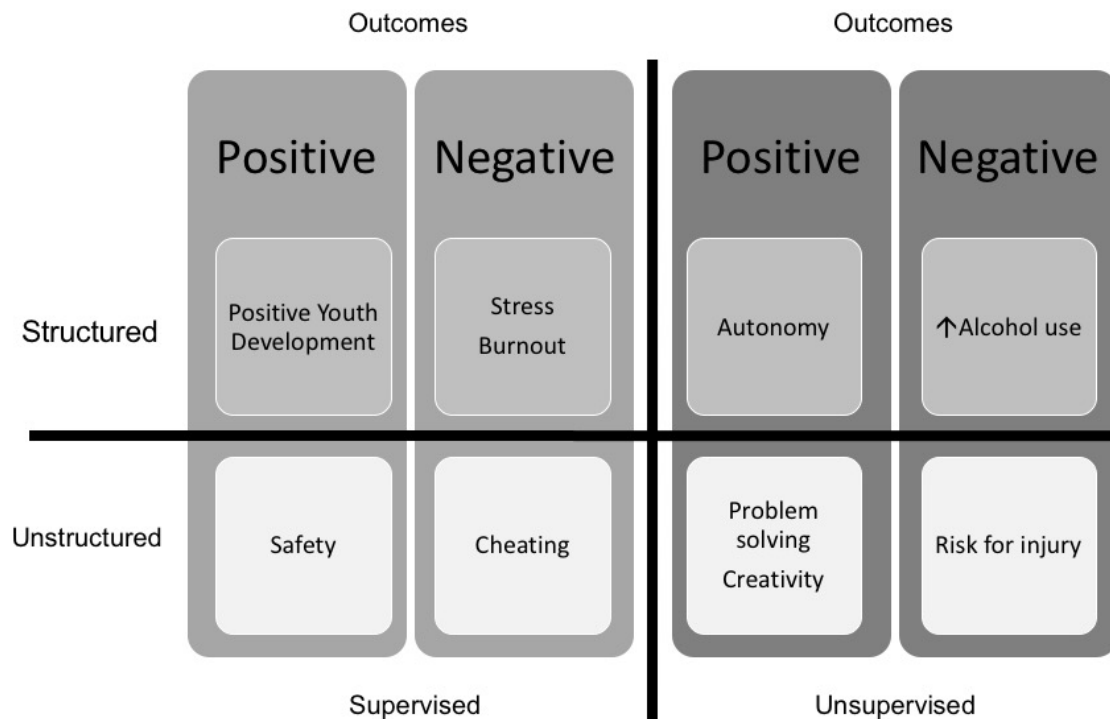 Outcomes
Outcomes
Positive
Negative
Positive
Negative
Structured
Positive Youth
Development
Stress
Burnout
Autonomy
↑Alcohol use
Unstructured
Safety
Cheating
Problem
solving
Creativity
Risk for injury
Supervised
Unsupervised